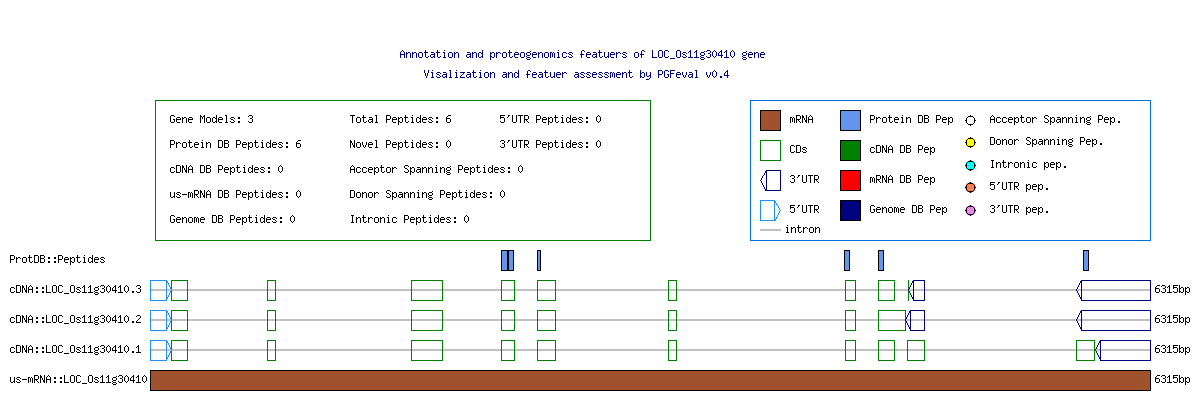 Annotation and proteogenomics featuers of LOC_Os11g30410 gene
Visalization and featuer assessment by PGFeval v0.4
Gene Models: 3 Total Peptides: 6 5'UTR Peptides: 0
Protein DB Peptides: 6 Novel Peptides: 0 3'UTR Peptides: 0
cDNA DB Peptides: 0 Acceptor Spanning Peptides: 0
us-mRNA DB Peptides: 0 Donor Spanning Peptides: 0
Genome DB Peptides: 0 Intronic Peptides: 0
mRNA Protein DB Pep Acceptor Spanning Pep.
CDs cDNA DB Pep Donor Spanning Pep.
3'UTR mRNA DB Pep Intronic pep.
5'UTR Genome DB Pep 5'UTR pep.
intron 3'UTR pep.
ProtDB::Peptides
cDNA::LOC_Os11g30410.3 6315bp
cDNA::LOC_Os11g30410.2 6315bp
cDNA::LOC_Os11g30410.1 6315bp
us-mRNA::LOC_Os11g30410 6315bp